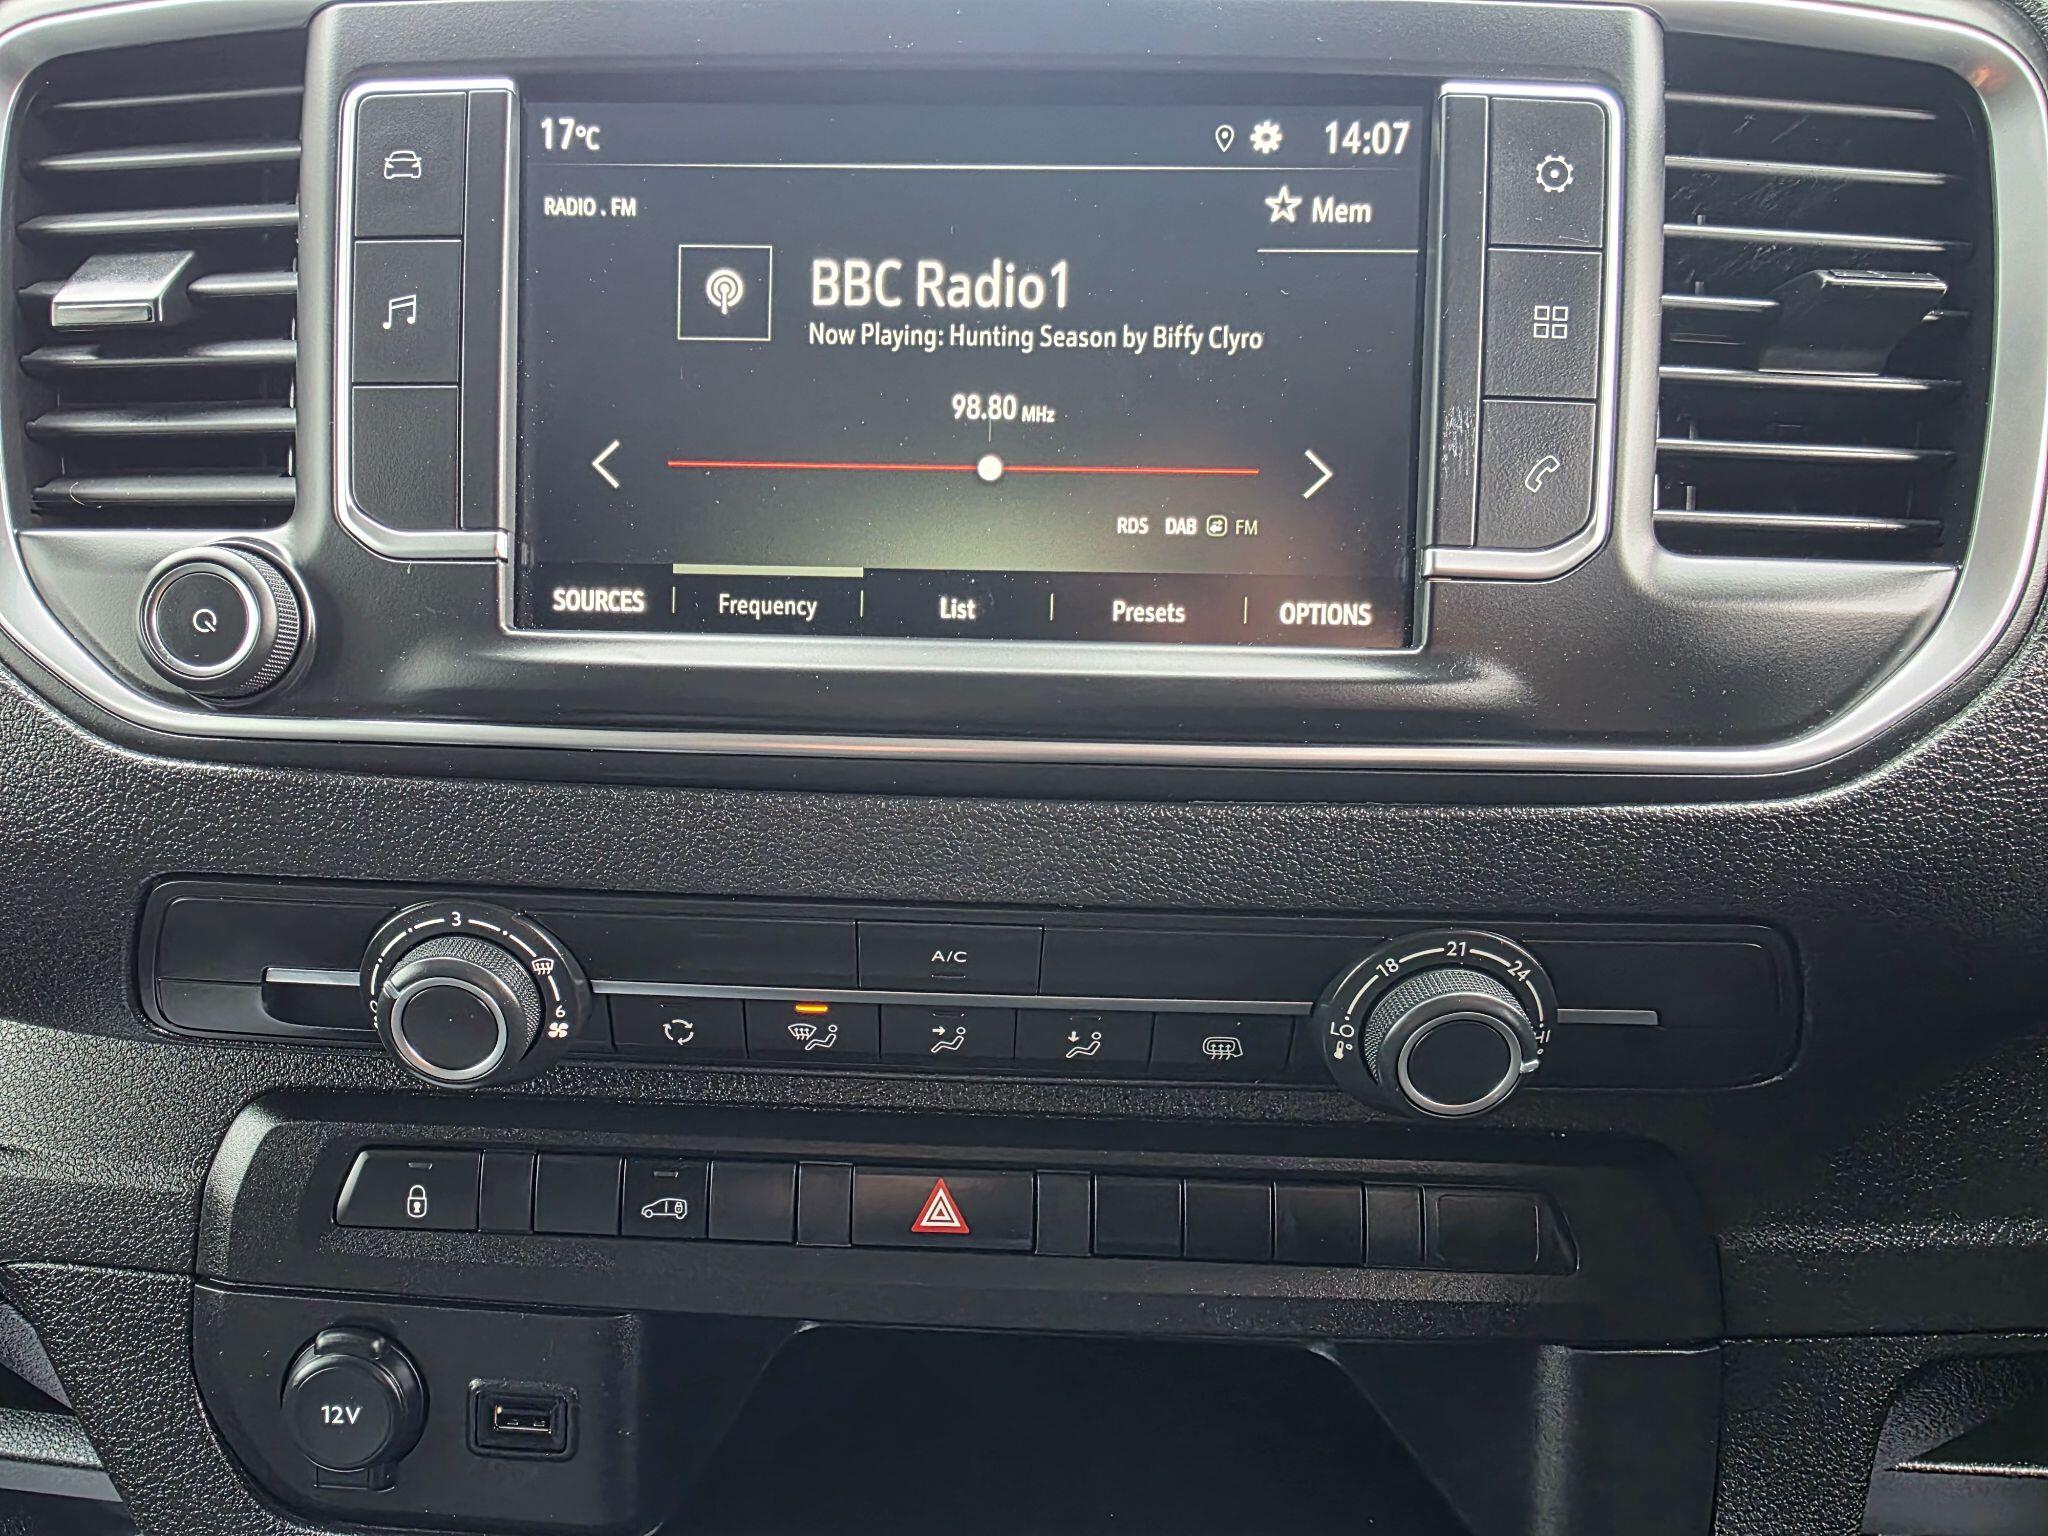 17°C
14:07
RADIO . FM
Mem
BBC Radio1
Now Playing: Hunting Season by Biffy Clyro
98.80 MHz
RDS DAB FM
SOURCES
Frequency
List
Presets
OPTIONS
3
6
A/C
LO
18
21
24
12V